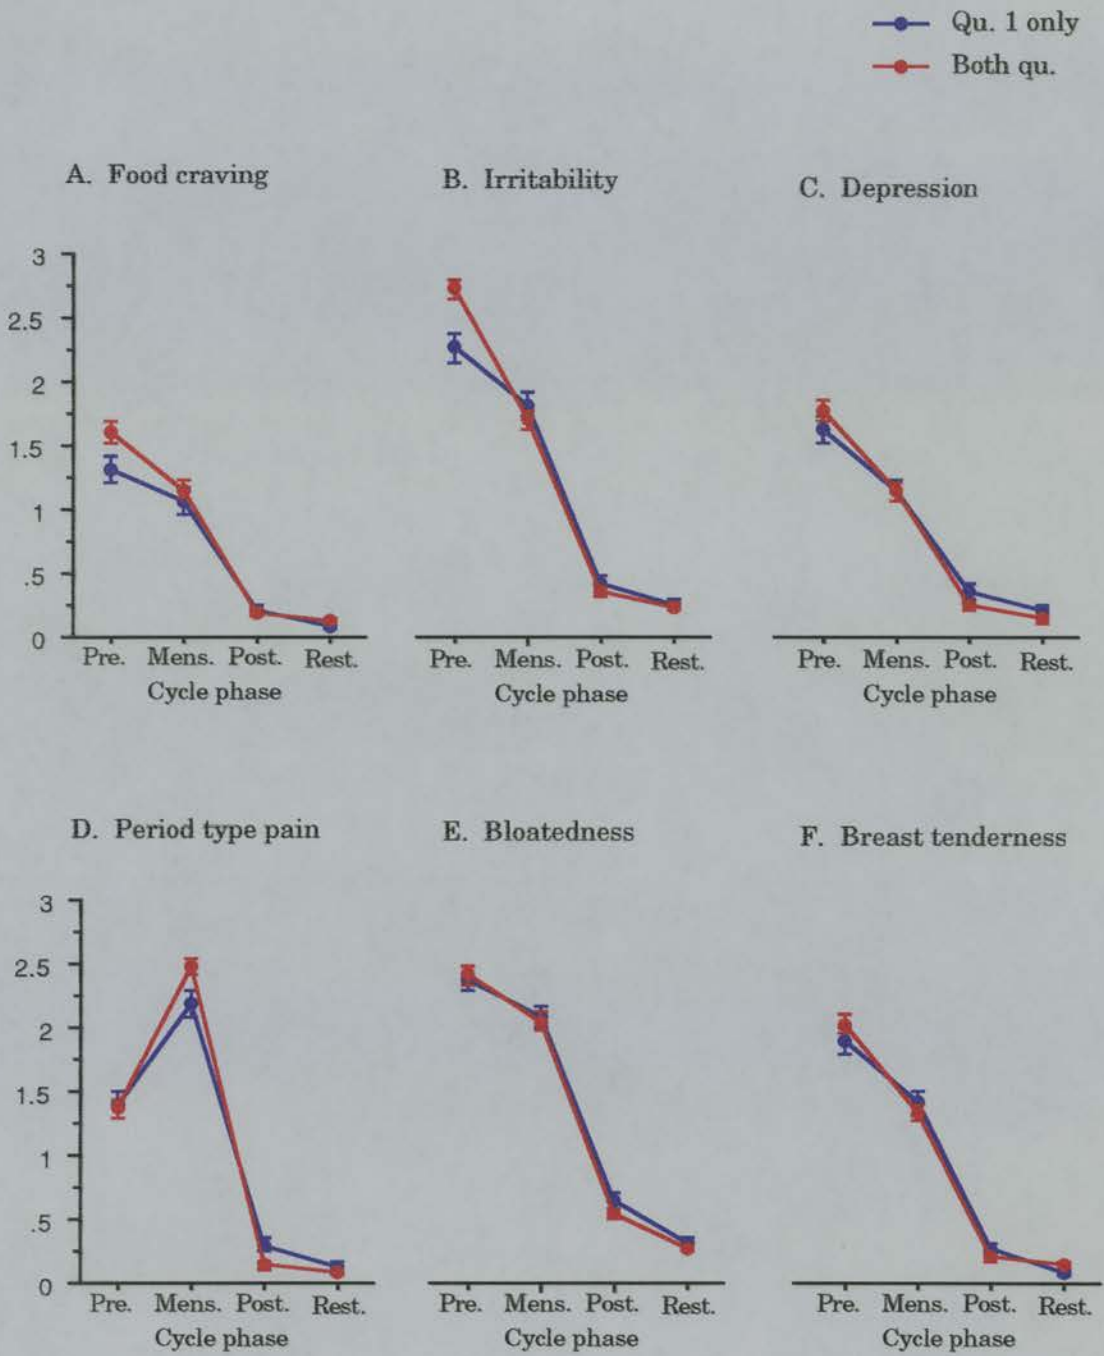 Qu. 1 only
Both qu.
A. Food craving
B. Irritability
C. Depression
3
2.5
2
1.5
1
.5
0
Pre. Mens. Post. Rest.
Cycle phase
Pre. Mens. Post. Rest.
Cycle phase
Pre. Mens. Post. Rest.
Cycle phase
D. Period type pain
E. Bloatedness
F. Breast tenderness
3
2.5
2
1.5
1
.5
0
Pre. Mens. Post. Rest.
Cycle phase
Pre. Mens. Post. Rest.
Cycle phase
Pre. Mens. Post. Rest.
Cycle phase